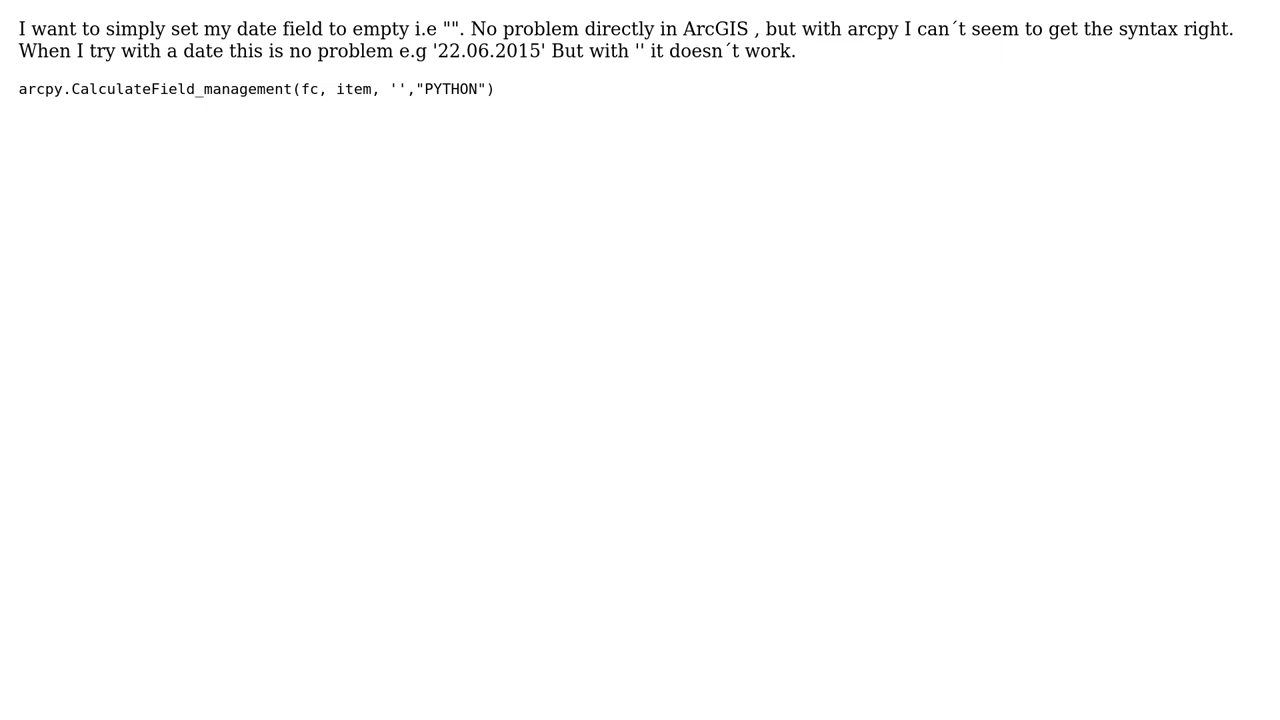 I want to simply set my date field to empty i.e "". No problem directly in ArcGIS , but with arcpy I can´t seem to get the syntax right.
When I try with a date this is no problem e.g '22.06.2015' But with '' it doesn´t work.
arcpy.CalculateField_management(fc, item, '',"PYTHON")